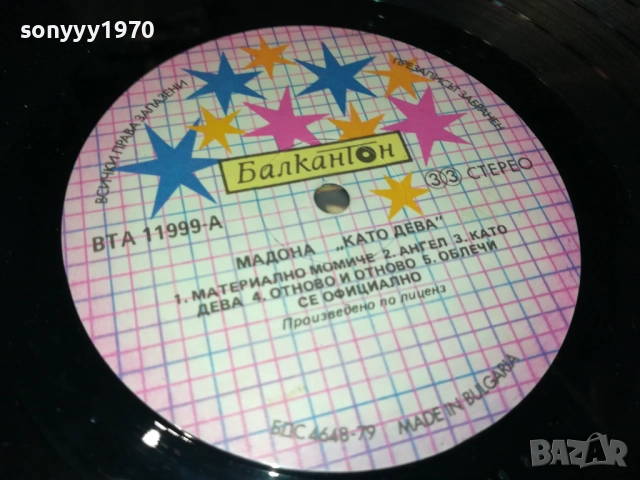 sonyyy1970
ВСИЧКИ ПРАВА ЗАПАЗЕНИ
ПРЕЗАПИСЪТ ЗАБРАНЕН
БалканТон
ВТА 11999-А
33 СТЕРЕО
МАДОНА „КАТО ДЕВА"
1. МАТЕРИАЛНО МОМИЧЕ 2. АНГЕЛ 3. КАТО
ДЕВА 4. ОТНОВО И ОТНОВО 5. ОБЛЕЧИ
СЕ ОФИЦИАЛНО
Произведено по лиценз
БДС 4648-79 MADE IN BULGARIA
BAZAR
bg